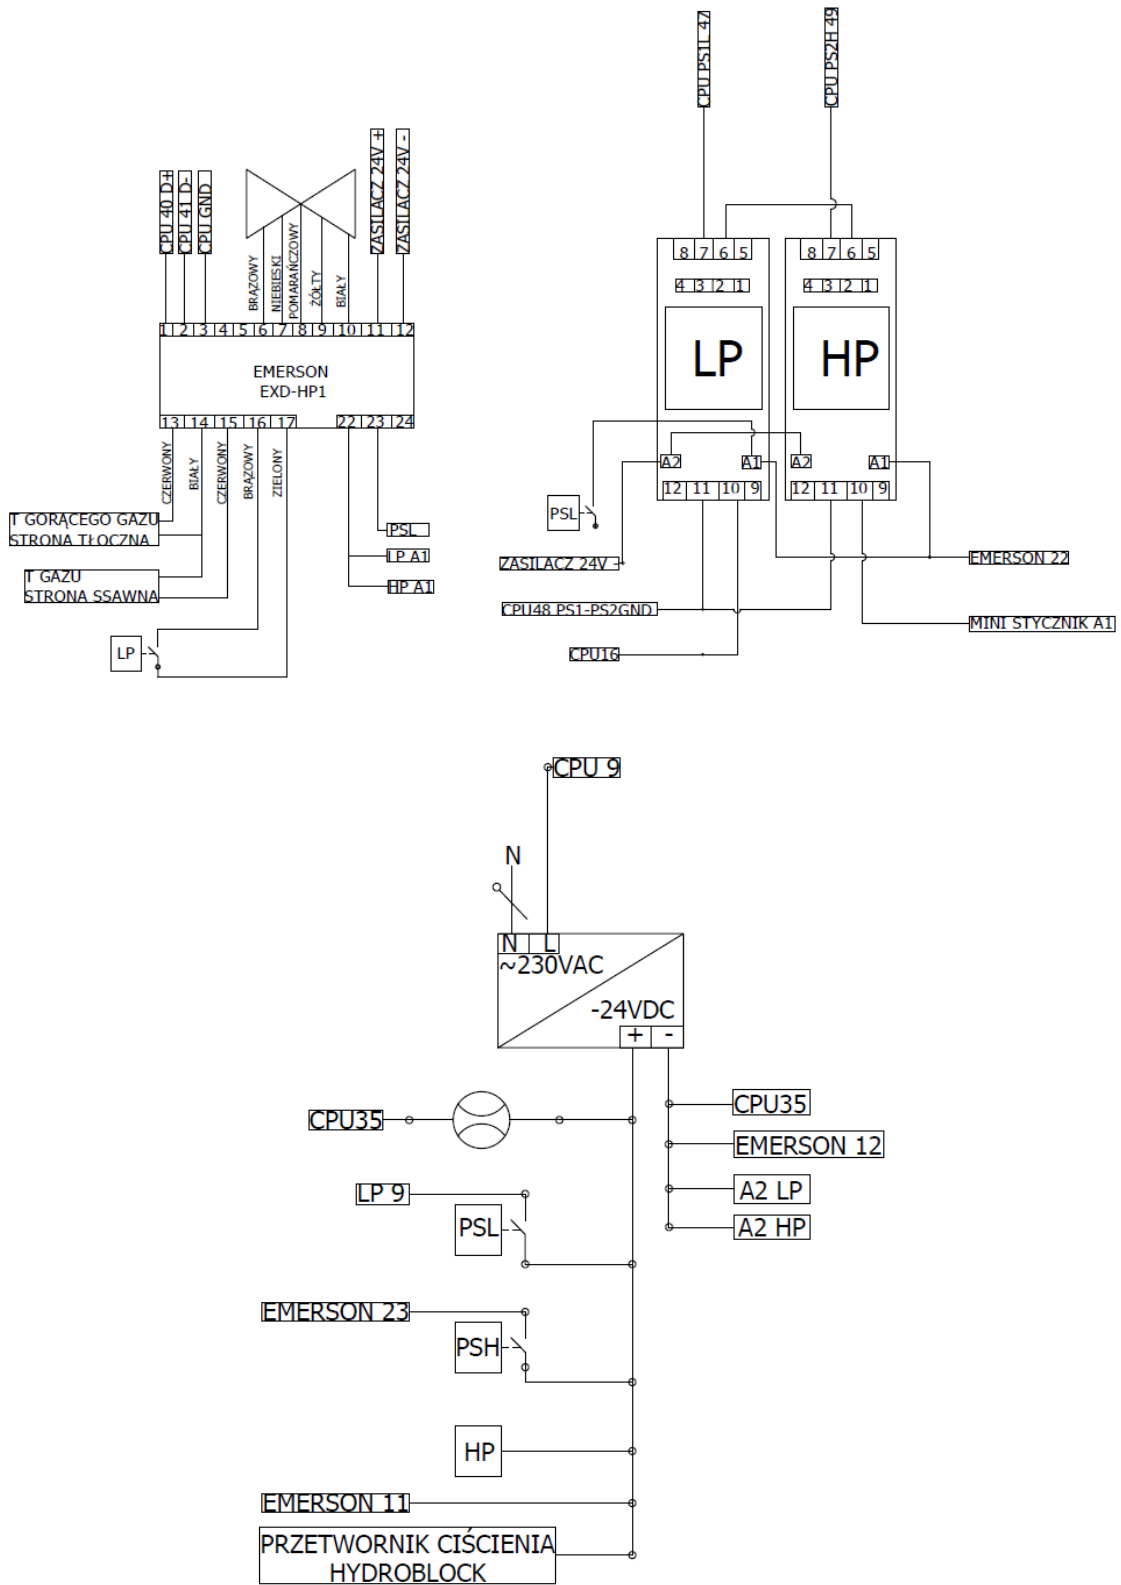 CPU PS1L 47
CPU PS2H 49
CPU 40 D+
CPU 41 D-
CPU GND
ZASILACZ 24V +
ZASILACZ 24V -
BRĄZOWY
NIEBIESKI
POMARAŃCZOWY
ŻÓŁTY
BIAŁY
1 2 3 4 5 6 7 8 9 10 11 12
EMERSON
EXD-HP1
13 14 15 16 17 22 23 24
CZERWONY
BIAŁY
CZERWONY
BRĄZOWY
ZIELONY
T GORĄCEGO GAZU
STRONA TŁOCZNA
T GAZU
STRONA SSAWNA
LP
PSL
LP A1
HP A1
8 7 6 5
4 3 2 1
LP
A2 A1
12 11 10 9
8 7 6 5
4 3 2 1
HP
A2 A1
12 11 10 9
PSL
ZASILACZ 24V -
CPU48 PS1-PS2GND
CPU16
EMERSON 22
MINI STYCZNIK A1
CPU 9
N
N L
~230VAC
-24VDC
+ -
CPU35
CPU35
EMERSON 12
LP 9
A2 LP
PSL
A2 HP
EMERSON 23
PSH
HP
EMERSON 11
PRZETWORNIK CIŚCIENIA
HYDROBLOCK